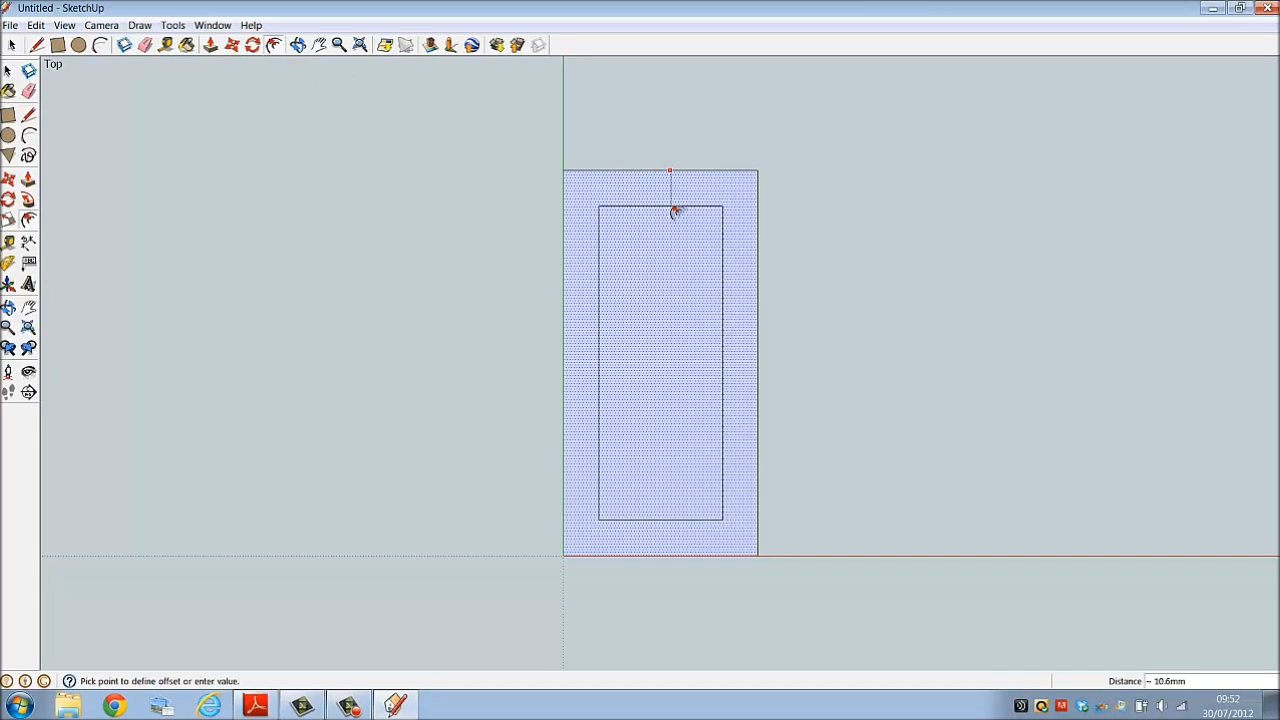 Untitled - SketchUp
File Edit View Camera Draw Tools Window Help
Top
Pick point to define offset or enter value.
Distance ~ 10.6mm
09:52
30/07/2012